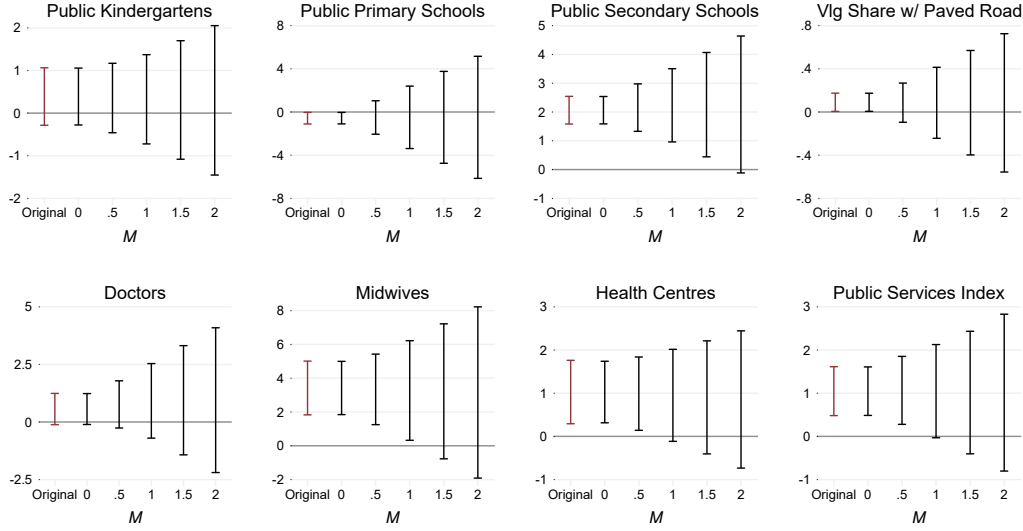 Public Kindergartens
2
1
0
-1
-2
Original 0 .5 1 1.5 2
M
Public Primary Schools
8
4
0
-4
-8
Original 0 .5 1 1.5 2
M
Public Secondary Schools
5
4
3
2
1
0
-1
Original 0 .5 1 1.5 2
M
Vlg Share w/ Paved Road
.8
.4
0
-.4
-.8
Original 0 .5 1 1.5 2
M
Doctors
5
2.5
0
-2.5
Original 0 .5 1 1.5 2
M
Midwives
8
6
4
2
0
-2
Original 0 .5 1 1.5 2
M
Health Centres
3
2
1
0
-1
Original 0 .5 1 1.5 2
M
Public Services Index
3
2
1
0
-1
Original 0 .5 1 1.5 2
M